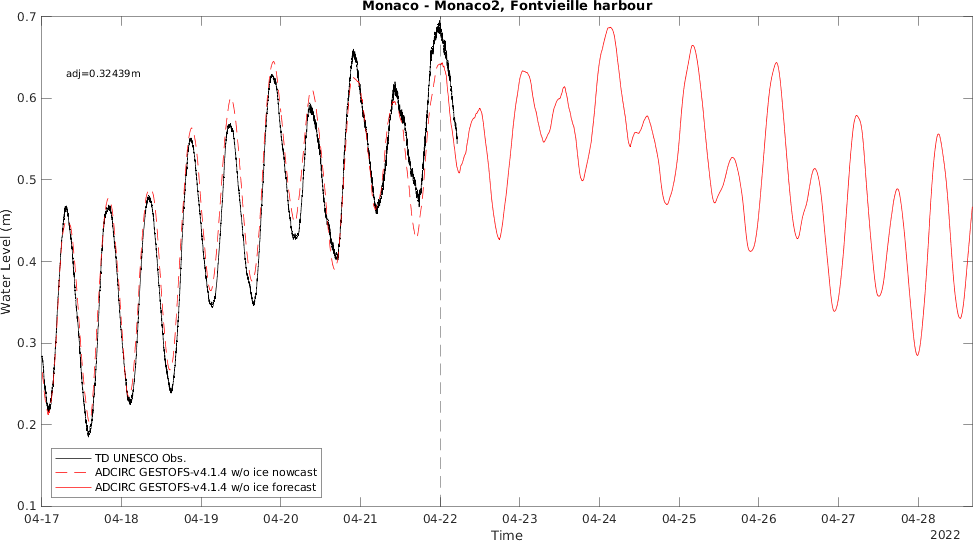 Monaco - Monaco2, Fontvieille harbour
adj=0.32439m
0.7
0.6
0.5
0.4
0.3
0.2
0.1
Water Level (m)
TD UNESCO Obs.
ADCIRC GESTOFS-v4.1.4 w/o ice nowcast
ADCIRC GESTOFS-v4.1.4 w/o ice forecast
04-17 04-18 04-19 04-20 04-21 04-22 04-23 04-24 04-25 04-26 04-27 04-28
Time
2022